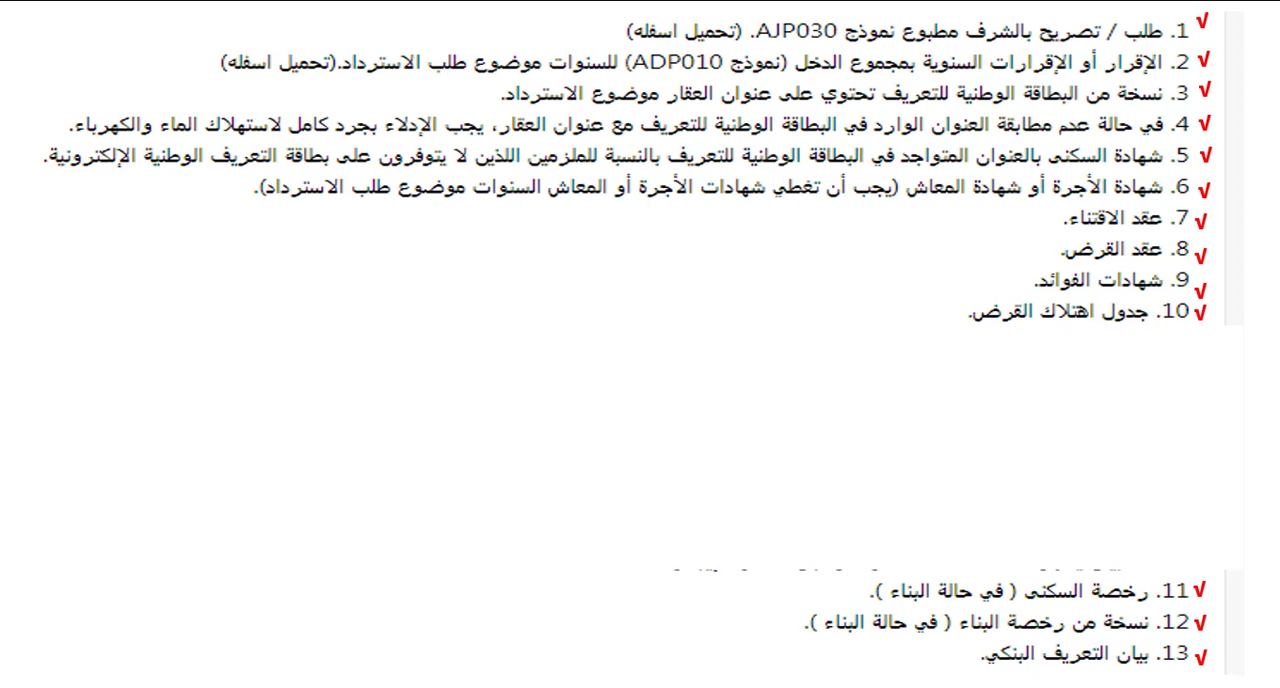 1. طلب / تصريح بالشرف مطبوع نموذج AJP030. (تحميل اسفله) √
2. الإقرار أو الإقرارات السنوية بمجموع الدخل (نموذج ADP010) للسنوات موضوع طلب الاسترداد.(تحميل اسفله) √
3. نسخة من البطاقة الوطنية للتعريف تحتوي على عنوان العقار موضوع الاسترداد. √
4. في حالة عدم مطابقة العنوان الوارد في البطاقة الوطنية للتعريف مع عنوان العقار، يجب الإدلاء بجرد كامل لاستهلاك الماء والكهرباء. √
5. شهادة السكنى بالعنوان المتواجد في البطاقة الوطنية للتعريف بالنسبة للملزمين اللذين لا يتوفرون على بطاقة التعريف الوطنية الإلكترونية. √
6. شهادة الأجرة أو شهادة المعاش (يجب أن تغطي شهادات الأجرة أو المعاش السنوات موضوع طلب الاسترداد). √
7. عقد الاقتناء. √
8. عقد القرض. √
9. شهادات الفوائد. √
10. جدول اهتلاك القرض. √
11. رخصة السكنى ( في حالة البناء ). √
12. نسخة من رخصة البناء ( في حالة البناء ). √
13. بيان التعريف البنكي. √